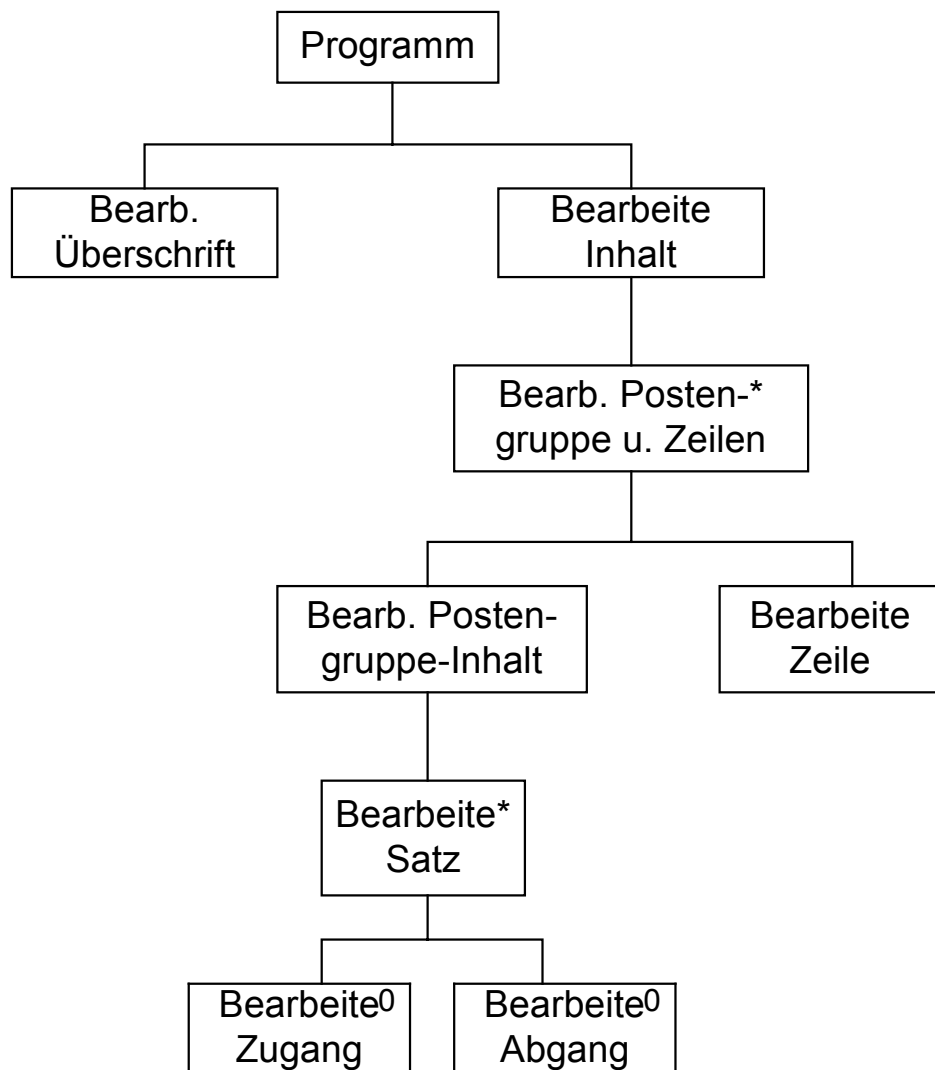 Programm
Bearb.
Überschrift
Bearbeite
Inhalt
Bearb. Posten-*
gruppe u. Zeilen
Bearb. Posten-
gruppe-Inhalt
Bearbeite
Zeile
Bearbeite*
Satz
Bearbeite0
Zugang
Bearbeite0
Abgang